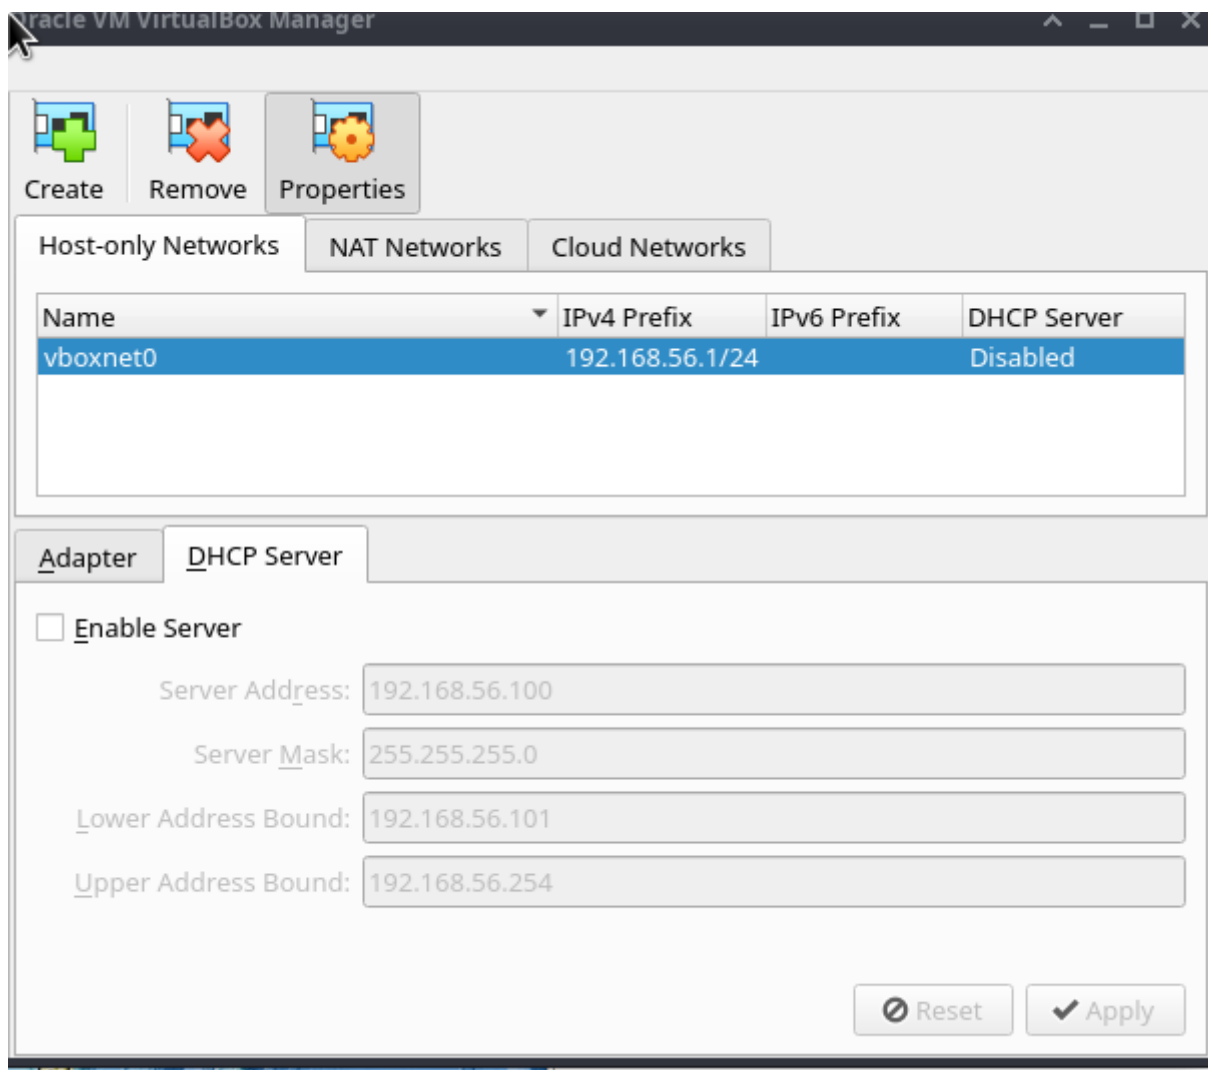 Oracle VM VirtualBox Manager
Create Remove Properties
Host-only Networks NAT Networks Cloud Networks
Name IPv4 Prefix IPv6 Prefix DHCP Server
vboxnet0 192.168.56.1/24 Disabled
Adapter DHCP Server
Enable Server
Server Address: 192.168.56.100
Server Mask: 255.255.255.0
Lower Address Bound: 192.168.56.101
Upper Address Bound: 192.168.56.254
Reset Apply